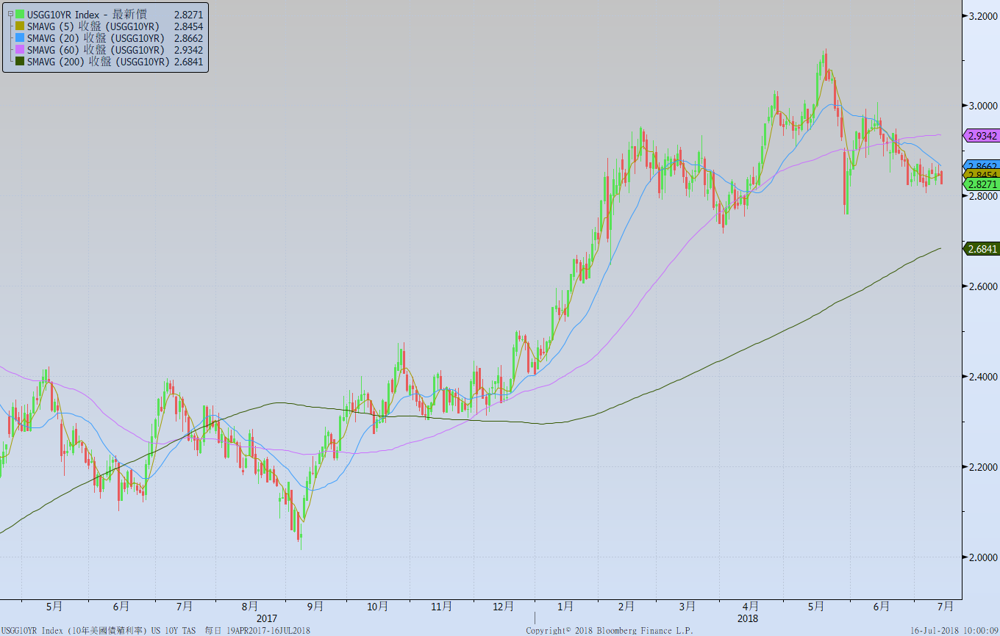 USGG10YR Index - 最新價 2.8271
SMAVG (5) 收盤 (USGG10YR) 2.8454
SMAVG (20) 收盤 (USGG10YR) 2.8662
SMAVG (60) 收盤 (USGG10YR) 2.9342
SMAVG (200) 收盤 (USGG10YR) 2.6841
3.2000
3.0000
2.9342
2.8662
2.8454
2.8271
2.8000
2.6841
2.6000
2.4000
2.2000
2.0000
5月 6月 7月 8月 9月 10月 11月 12月 1月 2月 3月 4月 5月 6月 7月
2017 2018
USGG10YR Index (10年美國債殖利率) US 10Y TAS 每日 19APR2017-16JUL2018 Copyright© 2018 Bloomberg Finance L.P. 16-Jul-2018 10:00:09